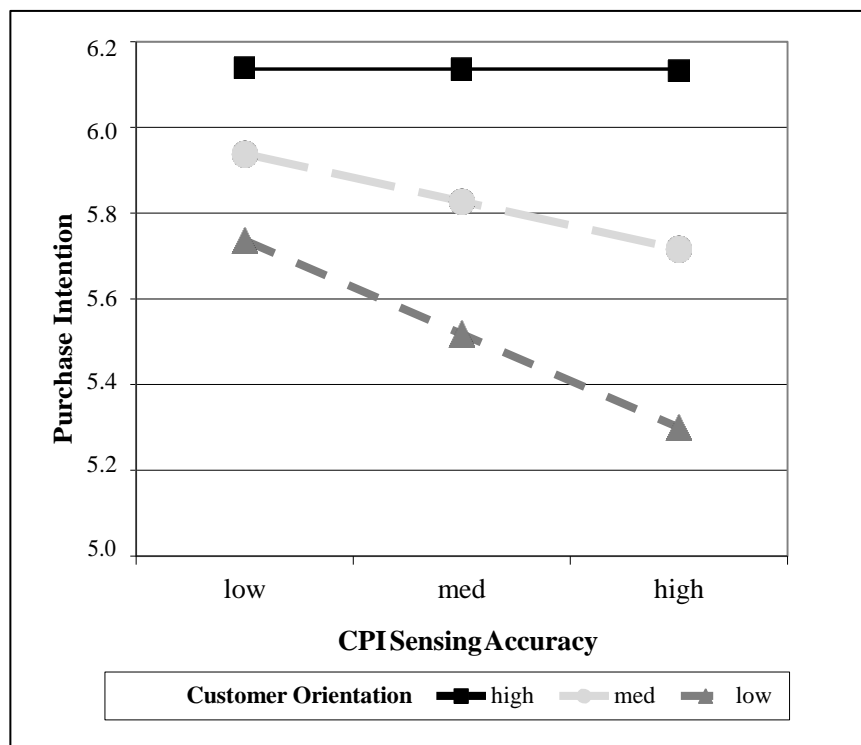 6.2
6.0
5.8
5.6
5.4
5.2
5.0
Purchase Intention
low med high
CPI Sensing Accuracy
Customer Orientation high med low